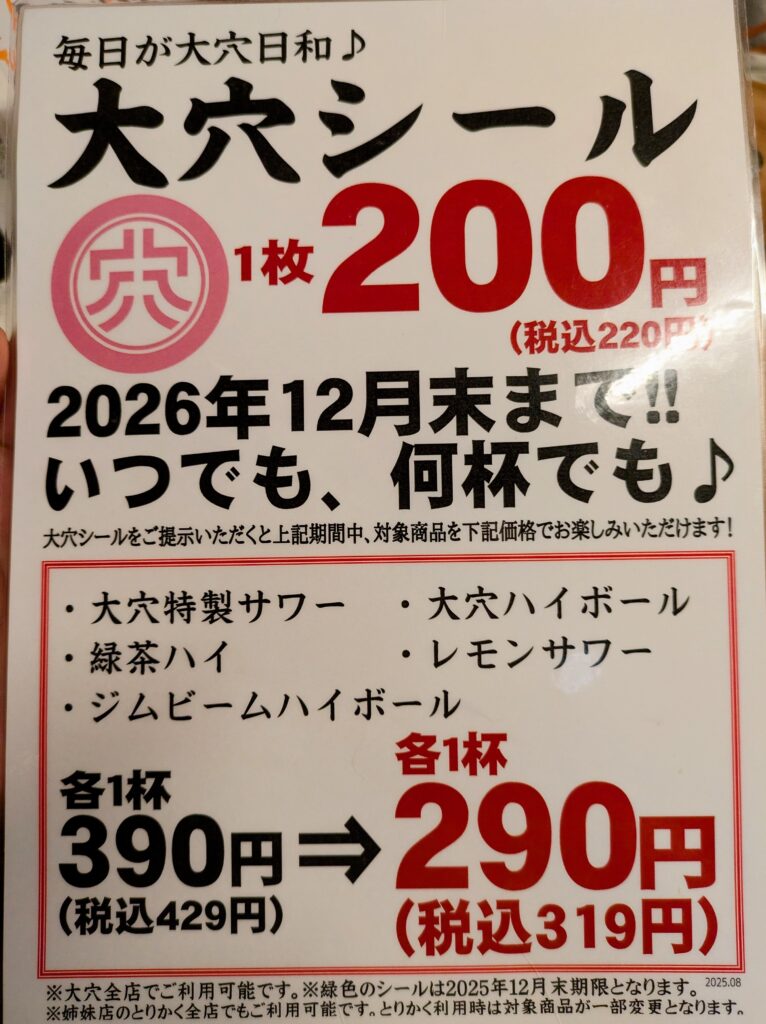 毎日が大穴日和♪
大穴シール
穴
1枚200円
(税込220円)
2026年12月末まで!!
いつでも、何杯でも♪
大穴シールをご提示いただくと上記期間中、対象商品を下記価格でお楽しみいただけます!
・大穴特製サワー ・大穴ハイボール
・緑茶ハイ ・レモンサワー
・ジムビームハイボール
各1杯
390円
(税込429円)
⇒
各1杯
290円
(税込319円)
※大穴全店でご利用可能です。※緑色のシールは2025年12月末期限となります。 2025.08
※姉妹店のとりかく全店でもご利用可能です。とりかく利用時は対象商品が一部変更となります。